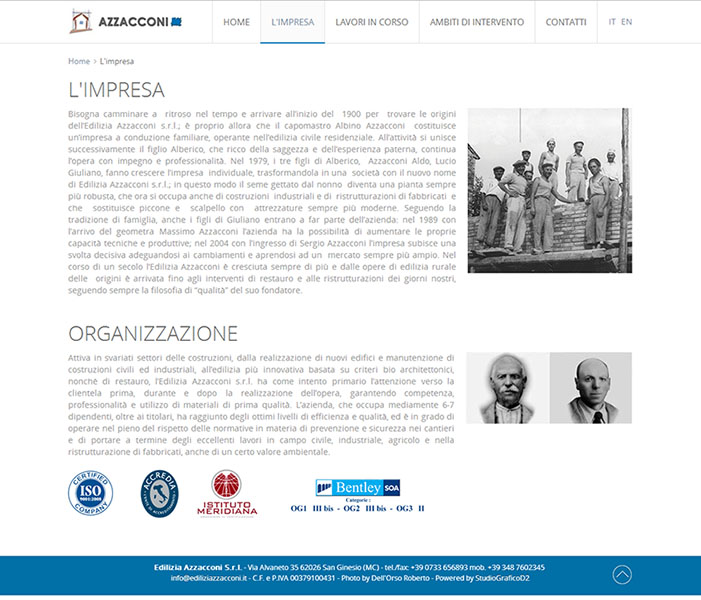 AZZACCONI
HOME
L'IMPRESA
LAVORI IN CORSO
AMBITI DI INTERVENTO
CONTATTI
IT EN
Home > L'impresa
L'IMPRESA
Bisogna camminare a ritroso nel tempo e arrivare all'inizio del 1900 per trovare le origini
dell'Edilizia Azzacconi s.r.l.; è proprio allora che il capomastro Albino Azzacconi costituisce
un'impresa a conduzione familiare, operante nell'edilizia civile residenziale. All'attività si unisce
successivamente il figlio Alberico, che ricco della saggezza e dell'esperienza paterna, continua
l'opera con impegno e professionalità. Nel 1979, i tre figli di Alberico, Azzacconi Aldo, Lucio
Giuliano, fanno crescere l'impresa individuale, trasformandola in una società con il nuovo nome
di Edilizia Azzacconi s.r.l.; in questo modo il seme gettato dal nonno diventa una pianta sempre
più robusta, che ora si occupa anche di costruzioni industriali e di ristrutturazioni di fabbricati e
che sostituisce piccone e scalpello con attrezzature sempre più moderne. Seguendo la
tradizione di famiglia, anche i figli di Giuliano entrano a far parte dell'azienda: nel 1989 con
l'arrivo del geometra Massimo Azzacconi l'azienda ha la possibilità di aumentare le proprie
capacità tecniche e produttive; nel 2004 con l'ingresso di Sergio Azzacconi l'impresa subisce una
svolta decisiva adeguandosi ai cambiamenti e aprendosi ad un mercato sempre più ampio. Nel
corso di un secolo l'Edilizia Azzacconi è cresciuta sempre di più e dalle opere di edilizia rurale
delle origini è arrivata fino agli interventi di restauro e alle ristrutturazioni dei giorni nostri,
seguendo sempre la filosofia di "qualità" del suo fondatore.
ORGANIZZAZIONE
Attiva in svariati settori delle costruzioni, dalla realizzazione di nuovi edifici e manutenzione di
costruzioni civili ed industriali, all'edilizia più innovativa basata su criteri bio architettonici,
nonchè di restauro, l'Edilizia Azzacconi s.r.l. ha come intento primario l'attenzione verso la
clientela prima, durante e dopo la realizzazione dell'opera, garantendo competenza,
professionalità e utilizzo di materiali di prima qualità. L'azienda, che occupa mediamente 6-7
dipendenti, oltre ai titolari, ha raggiunto degli ottimi livelli di efficienza e qualità, ed è in grado di
operare nel pieno del rispetto delle normative in materia di prevenzione e sicurezza nei cantieri
e di portare a termine degli eccellenti lavori in campo civile, industriale, agricolo e nella
ristrutturazione di fabbricati, anche di un certo valore ambientale.
CERTIFIED
ISO
9001:2008
COMPANY
ACCREDIA
ISTITUTO
MERIDIANA
Bentley SOA
Categorie :
OG1 III bis - OG2 III bis - OG3 II
Edilizia Azzacconi S.r.l. - Via Alvaneto 35 62026 San Ginesio (MC) - tel./fax: +39 0733 656893 mob. +39 348 7602345
info@ediliziazzacconi.it - C.F. e P.IVA 00379100431 - Photo by Dell'Orso Roberto - Powered by StudioGraficoD2